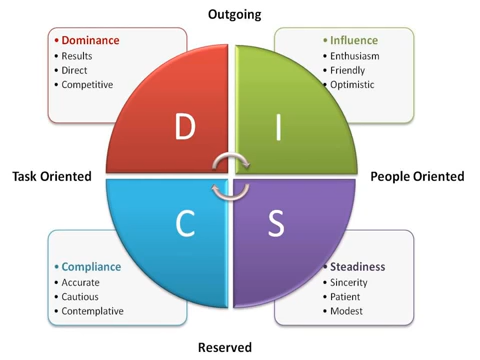 Outgoing
• Dominance
• Results
• Direct
• Competitive
• Influence
• Enthusiasm
• Friendly
• Optimistic
D
I
Task Oriented
People Oriented
C
S
• Compliance
• Accurate
• Cautious
• Contemplative
• Steadiness
• Sincerity
• Patient
• Modest
Reserved